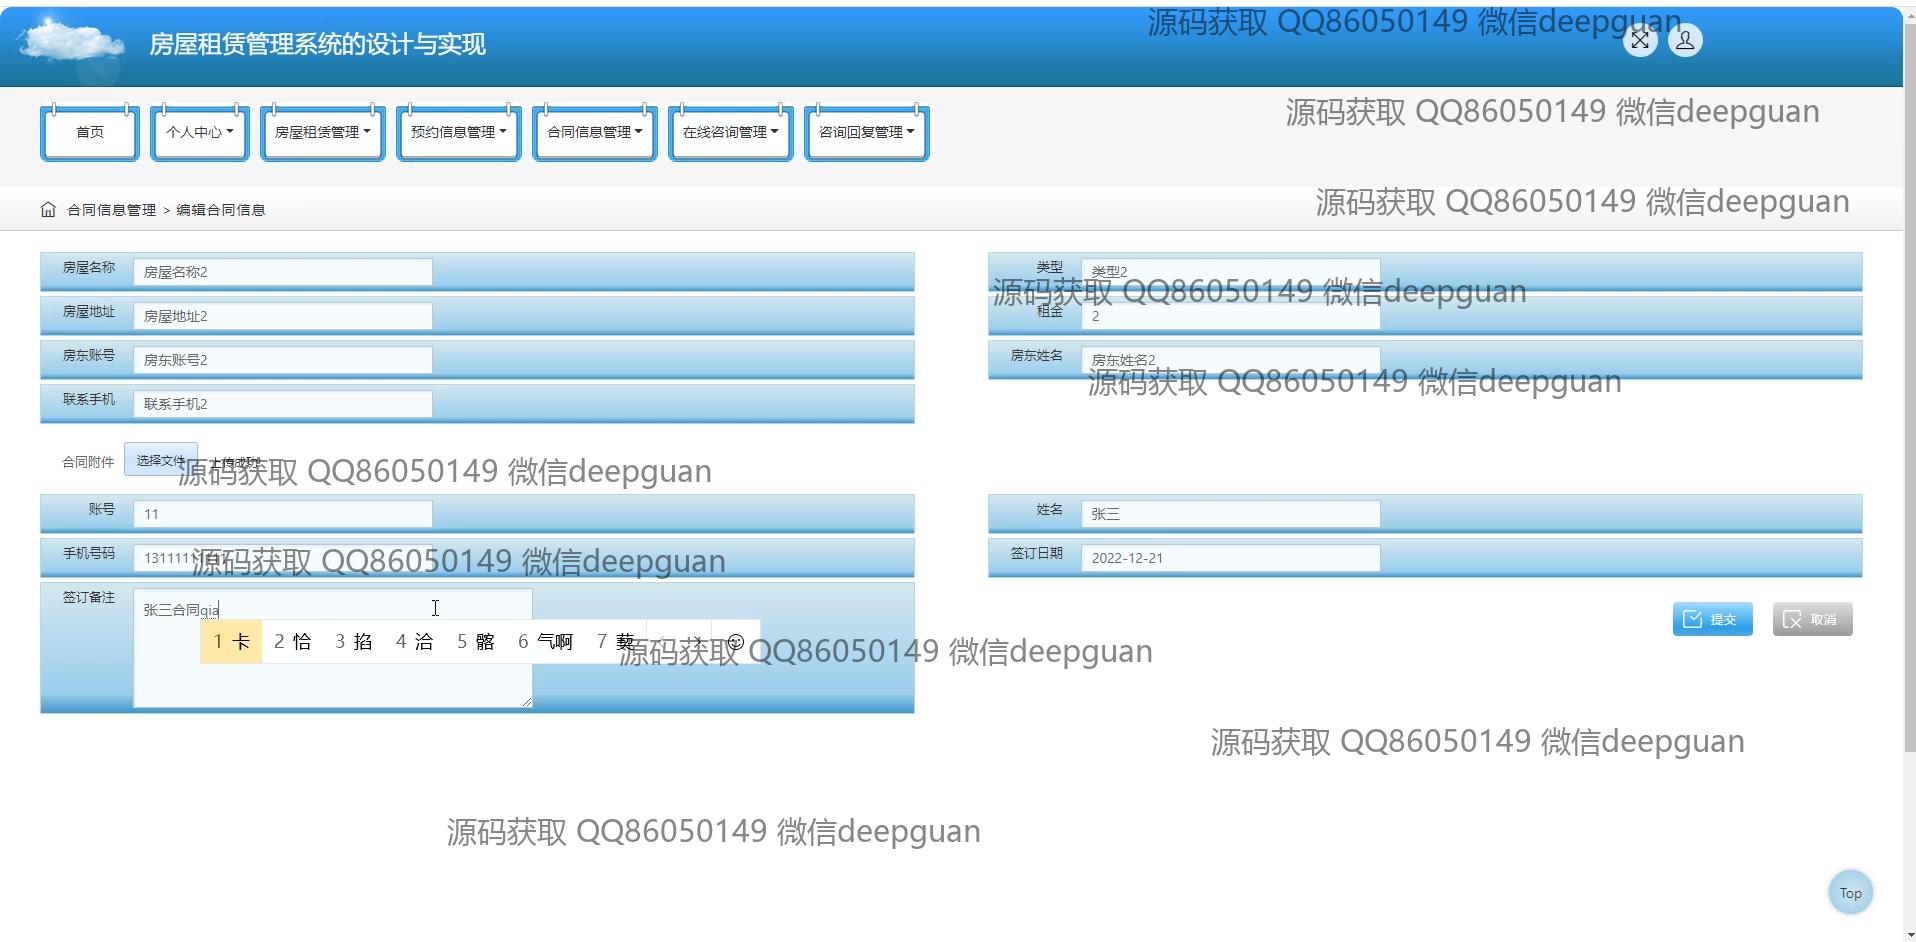 房屋租赁管理系统的设计与实现
源码获取 QQ86050149 微信deepguan
首页
个人中心
房屋租赁管理
预约信息管理
合同信息管理
在线咨询管理
咨询回复管理
源码获取 QQ86050149 微信deepguan
合同信息管理 > 编辑合同信息
源码获取 QQ86050149 微信deepguan
房屋名称 房屋名称2
类型 类型2
源码获取 QQ86050149 微信deepguan
房屋地址 房屋地址2
租金 2
房东账号 房东账号2
房东姓名 房东姓名2
源码获取 QQ86050149 微信deepguan
联系手机 联系手机2
合同附件 选择文件 上传成功
源码获取 QQ86050149 微信deepguan
账号 11
姓名 张三
手机号码
源码获取 QQ86050149 微信deepguan
签订日期 2022-12-21
签订备注 张三合同qia
1 卡 2 恰 3 掐 4 洽 5 髂 6 气啊 7
源码获取 QQ86050149 微信deepguan
提交 取消
源码获取 QQ86050149 微信deepguan
源码获取 QQ86050149 微信deepguan
Top